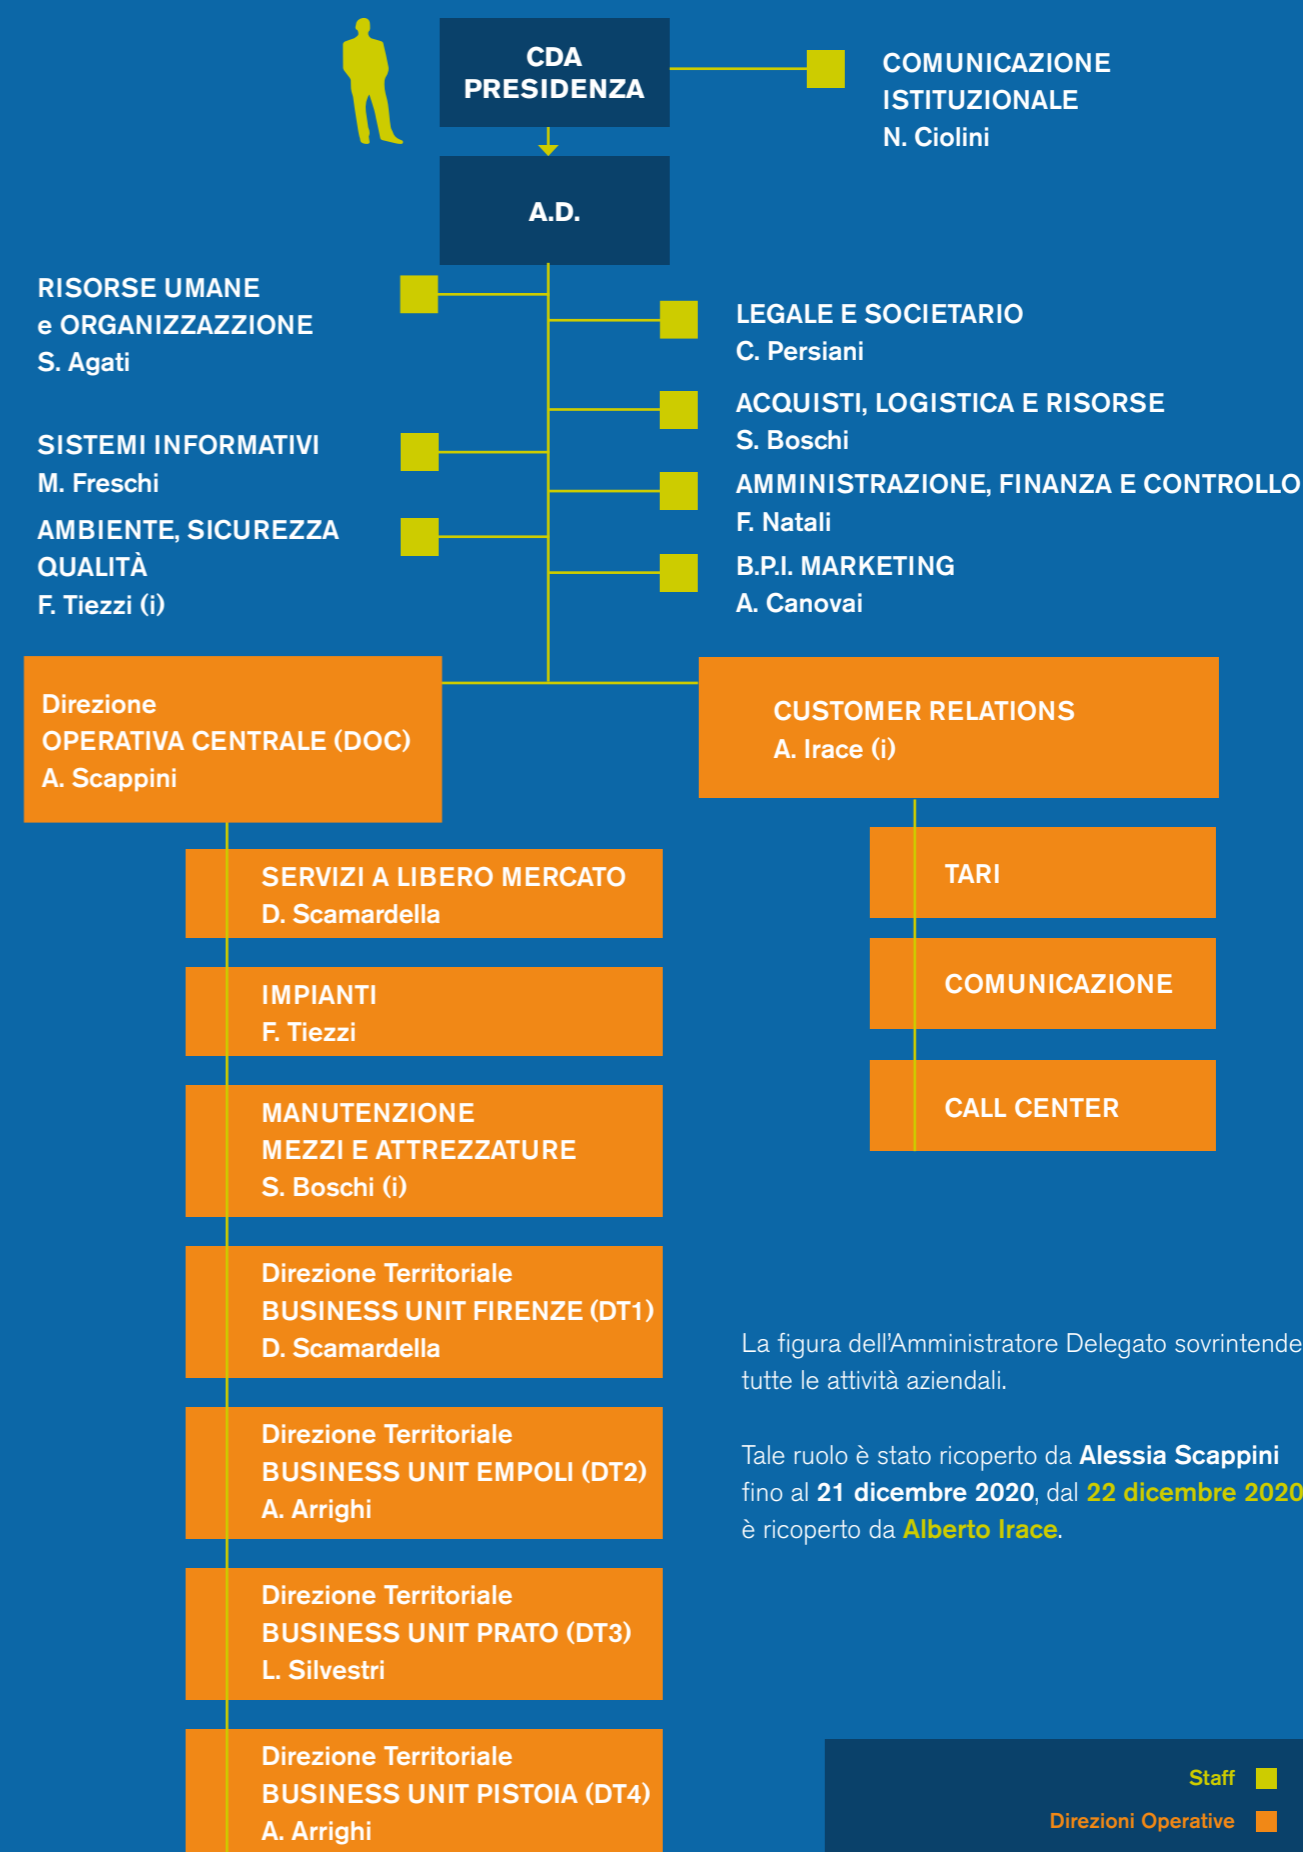 CDA
PRESIDENZA
COMUNICAZIONE
ISTITUZIONALE
N. Ciolini
A.D.
RISORSE UMANE
e ORGANIZZAZZIONE
S. Agati
SISTEMI INFORMATIVI
M. Freschi
AMBIENTE, SICUREZZA
QUALITÀ
F. Tiezzi (i)
LEGALE E SOCIETARIO
C. Persiani
ACQUISTI, LOGISTICA E RISORSE
S. Boschi
AMMINISTRAZIONE, FINANZA E CONTROLLO
F. Natali
B.P.I. MARKETING
A. Canovai
Direzione
OPERATIVA CENTRALE (DOC)
A. Scappini
SERVIZI A LIBERO MERCATO
D. Scamardella
IMPIANTI
F. Tiezzi
MANUTENZIONE
MEZZI E ATTREZZATURE
S. Boschi (i)
Direzione Territoriale
BUSINESS UNIT FIRENZE (DT1)
D. Scamardella
Direzione Territoriale
BUSINESS UNIT EMPOLI (DT2)
A. Arrighi
Direzione Territoriale
BUSINESS UNIT PRATO (DT3)
L. Silvestri
Direzione Territoriale
BUSINESS UNIT PISTOIA (DT4)
A. Arrighi
CUSTOMER RELATIONS
A. Irace (i)
TARI
COMUNICAZIONE
CALL CENTER
La figura dell'Amministratore Delegato sovrintende
tutte le attività aziendali.
Tale ruolo è stato ricoperto da Alessia Scappini
fino al 21 dicembre 2020, dal 22 dicembre 2020
è ricoperto da Alberto Irace.
Staff
Direzioni Operative